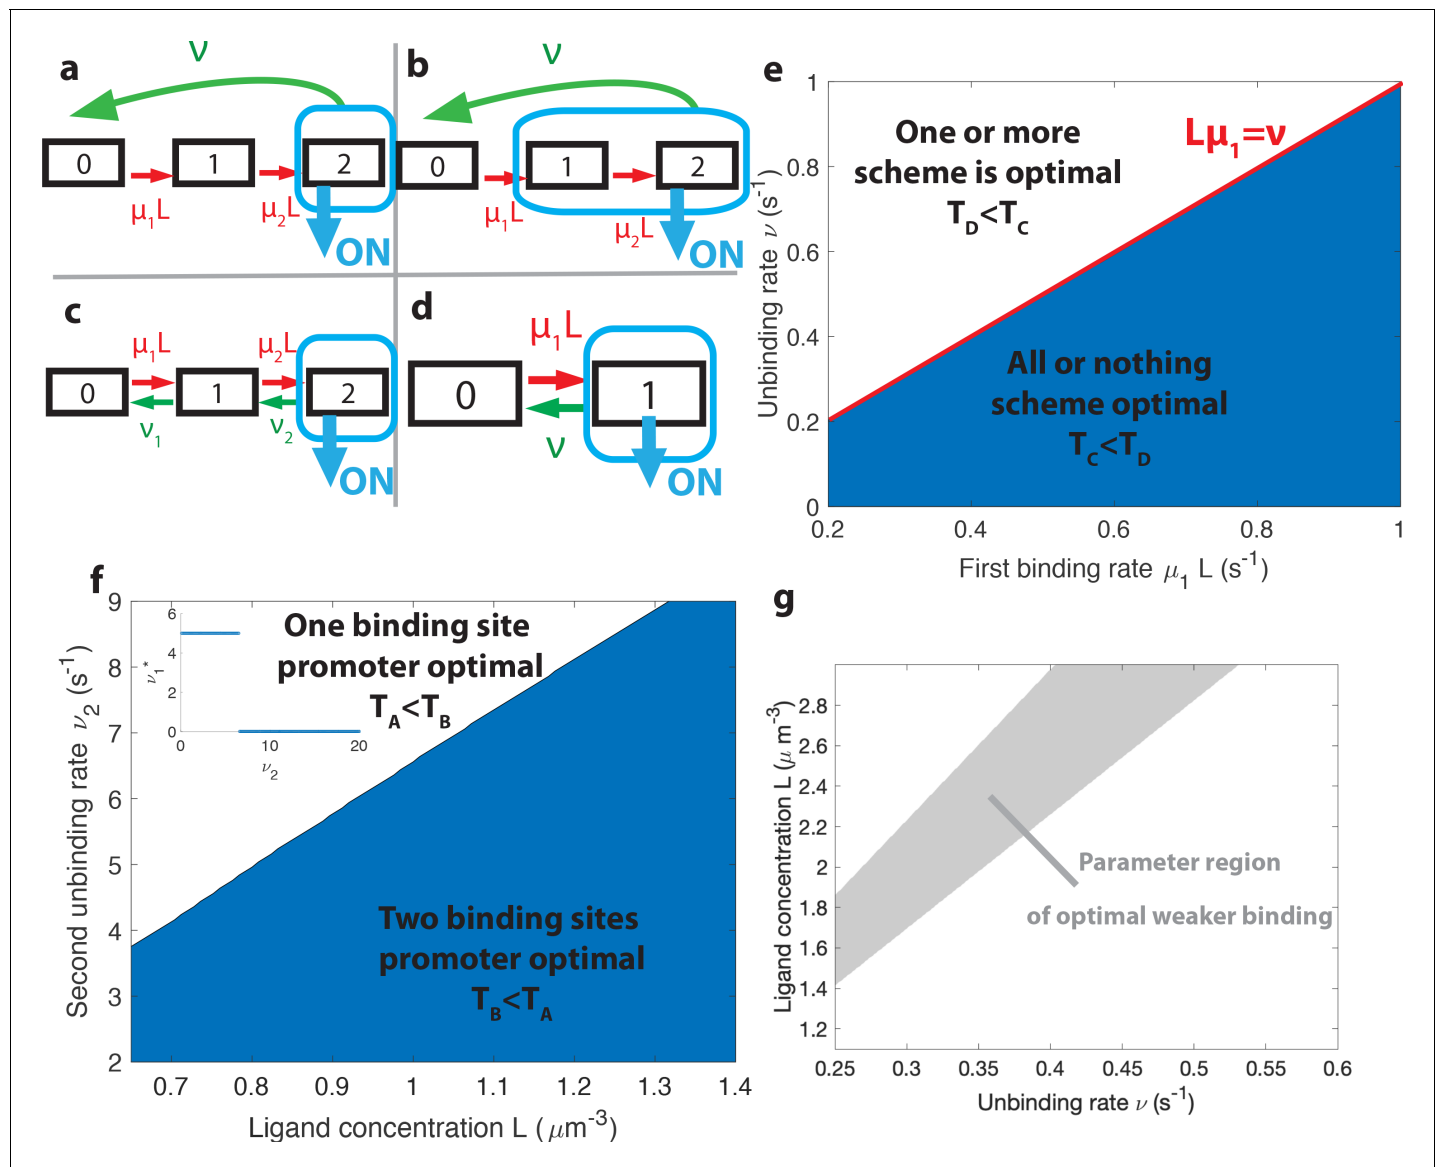 a
ν
0
1
2
μ1L
μ2L
ON
b
ν
0
1
2
μ1L
μ2L
ON
c
μ1L
μ2L
0
1
2
ν1
ν2
ON
d
μ1L
0
1
ν
ON
e
1
0.8
0.6
0.4
0.2
0
Unbinding rate ν (s-1)
One or more
scheme is optimal
TD<TC
Lμ1=ν
All or nothing
scheme optimal
TC<TD
0.2
0.4
0.6
0.8
1
First binding rate μ1 L (s-1)
f
9
8
7
6
5
4
3
2
Second unbinding rate ν2 (s-1)
6
4
2
0
ν1*
0
10
20
ν2
One binding site
promoter optimal
TA<TB
Two binding sites
promoter optimal
TB<TA
0.7
0.8
0.9
1
1.1
1.2
1.3
1.4
Ligand concentration L (μm-3)
g
2.8
2.6
2.4
2.2
2
1.8
1.6
1.4
1.2
Ligand concentration L (μ m-3)
Parameter region
of optimal weaker binding
0.25
0.3
0.35
0.4
0.45
0.5
0.55
0.6
Unbinding rate ν (s-1)